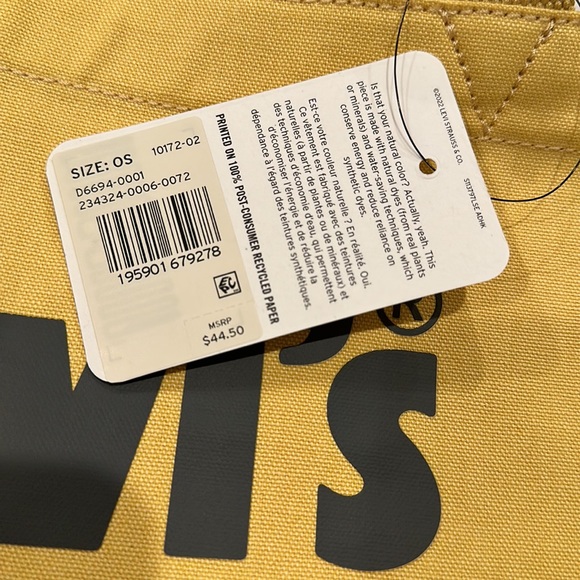 SIZE: OS 10172-02
D6694-0001
234324-0006-0072
195901 679278
MSRP
$44.50
PRINTED ON 100% POST-CONSUMER RECYCLED PAPER
Is that your natural color? Actually, yeah. This
piece is made with natural dyes (from real plants
or minerals) and water-saving techniques, which
conserve energy and reduce reliance on
synthetic dyes.
Est-ce votre couleur naturelle ? En réalité. Oui.
Ce vêtement est fabriqué avec des teintures
naturelles (à partir de plantes ou de minéraux) et
des techniques d'économie d'eau, qui permettent
d'économiser l'énergie et de réduire la
dépendance à l'égard des teintures synthétiques.
©2022 LEVI STRAUSS & CO.
VI'S®